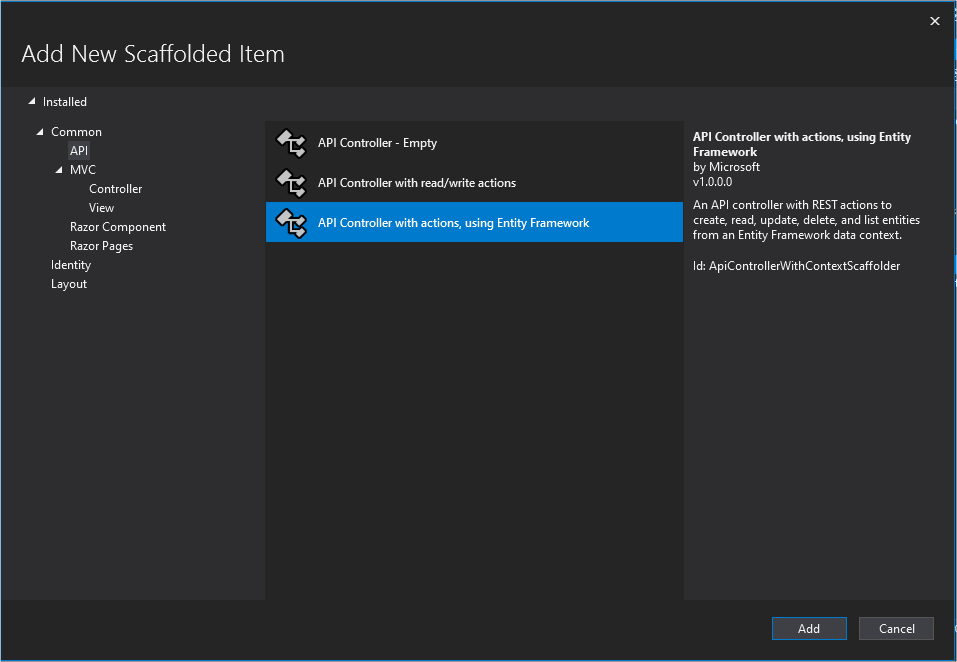 Add New Scaffolded Item
Installed
Common
API
MVC
Controller
View
Razor Component
Razor Pages
Identity
Layout
API Controller - Empty
API Controller with read/write actions
API Controller with actions, using Entity Framework
API Controller with actions, using Entity
Framework
by Microsoft
v1.0.0.0
An API controller with REST actions to
create, read, update, delete, and list entities
from an Entity Framework data context.
Id: ApiControllerWithContextScaffolder
Add
Cancel